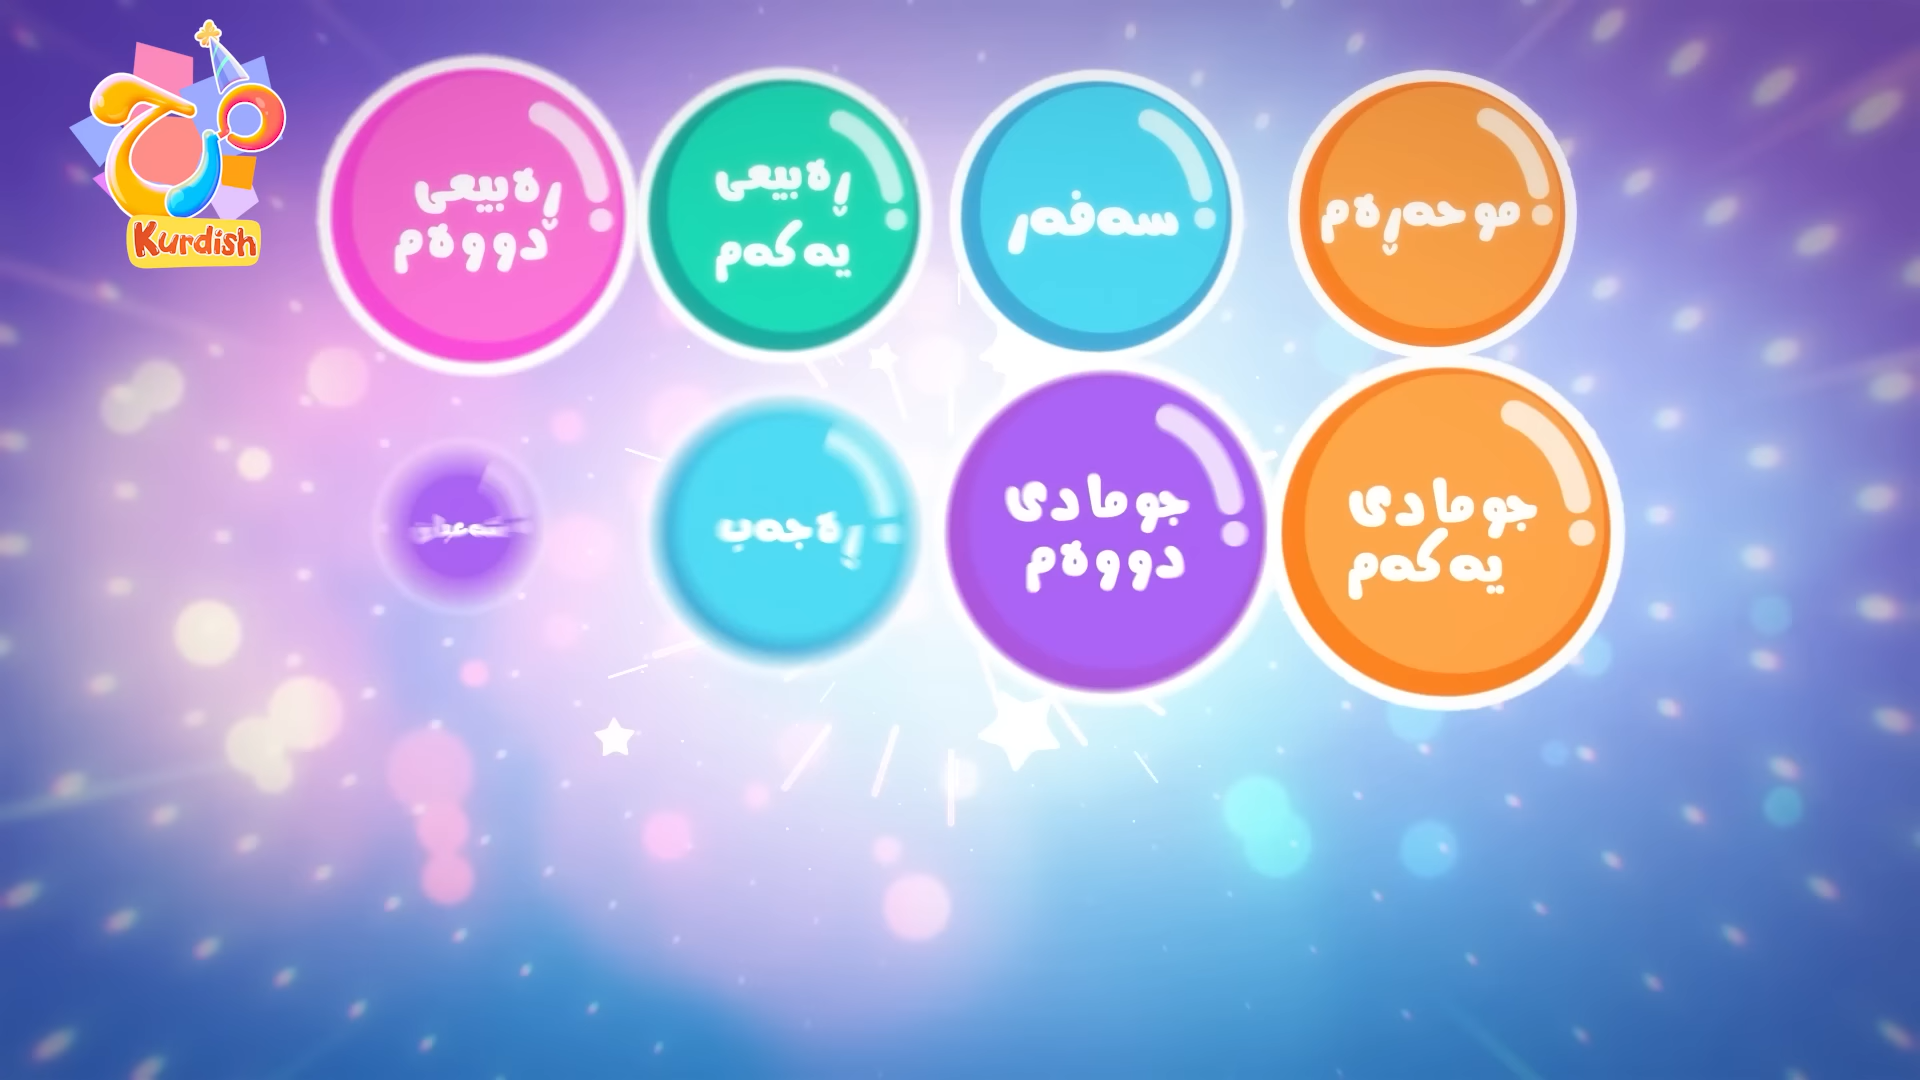 موحەڕەم
سەفەر
ڕەبیعی
یەکەم
ڕەبیعی
دووەم
جومادی
یەکەم
جومادی
دووەم
ڕەجەب
Kurdish